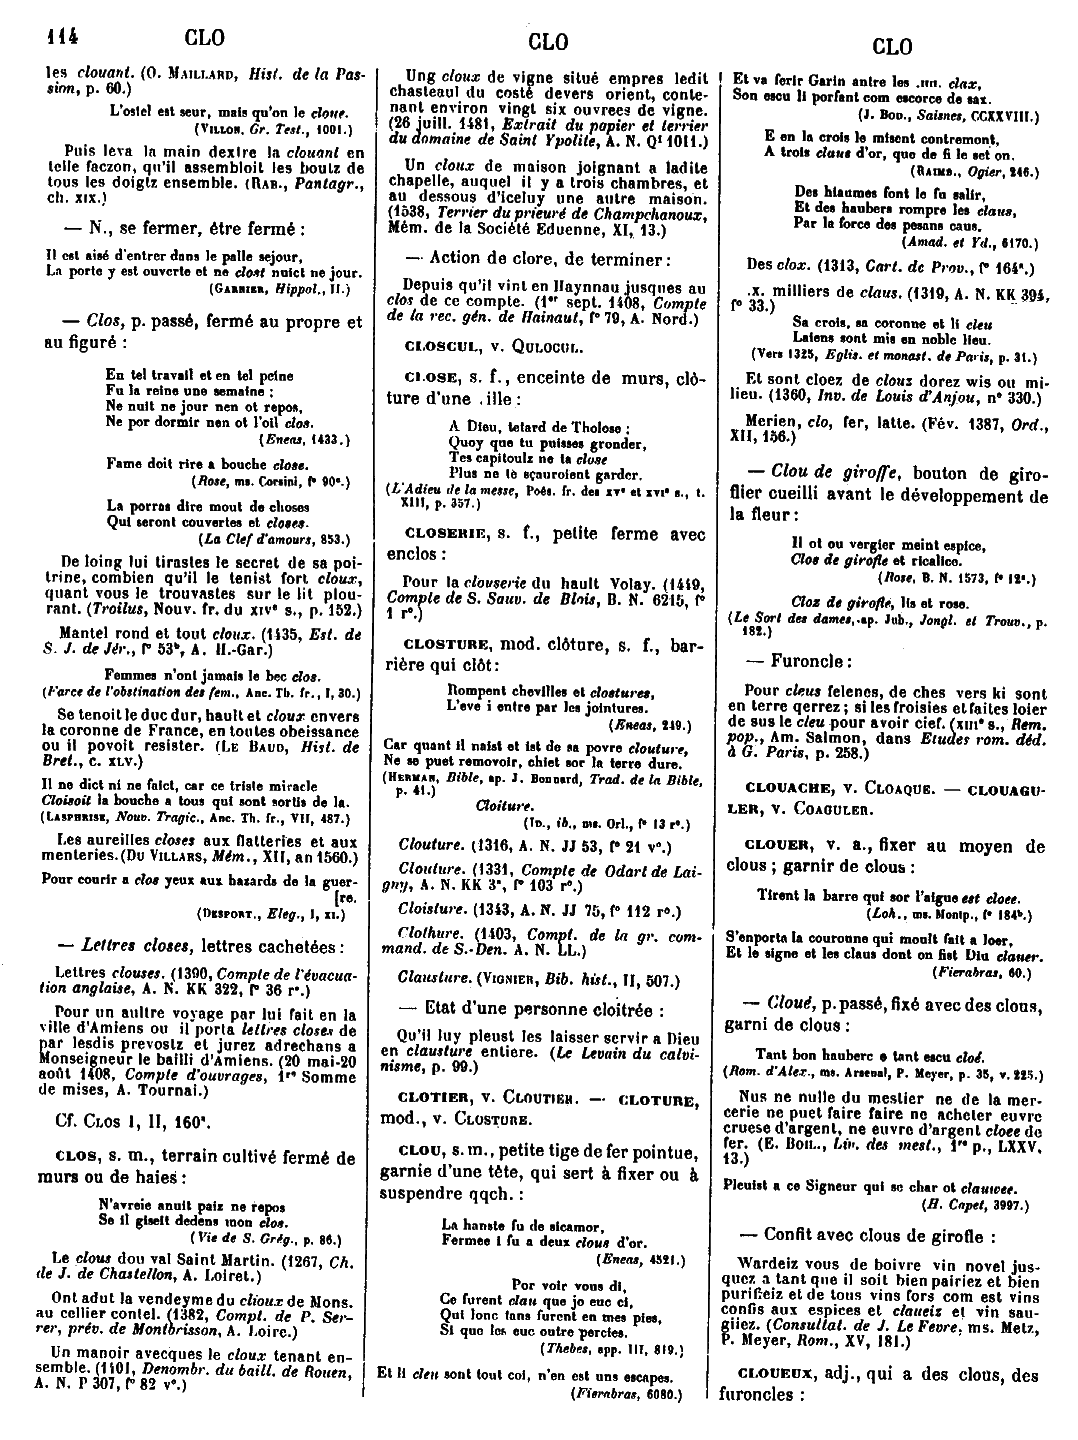 114
CLO
CLO
CLO
les clouant. (O. MAILLARD, Hist. de la Pas-
sion, p. 60.)
L'ostel est seur, mais qu'on le cloue.
(VILLON, Gr. Test., 1001.)
Puis leva la main dextre la clouant en
telle faczon, qu'il assembloit les boutz de
tous les doigtz ensemble. (RAB., Pantagr.,
ch. XIX.)
— N., se fermer, être fermé :
Il est aisé d'entrer dans le palle sejour,
La porte y est ouverte et ne clost nuict ne jour.
(GARNIER, Hippol., II.)
— Clos, p. passé, fermé au propre et
au figuré :
En tel travail et en tel peine
Fu la reine une semaine ;
Ne nuit ne jour nen ot repos,
Ne por dormir nen ot l'oil clos.
(Eneas, 1433.)
Fame doit rire a bouche close.
(Rose, ms. Corsini, f° 90ª.)
La porras dire mout de choses
Qui seront couvertes et closes.
(La Clef d'amours, 853.)
De loing lui tirastes le secret de sa poi-
trine, combien qu'il le tenist fort cloux,
quant vous le trouvastes sur le lit plou-
rant. (Troilus, Nouv. fr. du XIVe s., p. 152.)
Mantel rond et tout cloux. (1435, Est. de
S. J. de Jér., f° 53b, A. H.-Gar.)
Femmes n'ont jamais le bec clos.
(Farce de l'obstination des fem., Anc. Th. fr., I, 30.)
Se tenoit le duc dur, hault et cloux envers
la coronne de France, en toutes obeissance
ou il povoit resister. (LE BAUD, Hist. de
Bret., c. XLV.)
Il ne dict ni ne faict, car ce triste miracle
Cloisoit la bouche a tous qui sont sortis de la.
(LASPHRISE, Nouv. Tragic., Anc. Th. fr., VII, 487.)
Les aureilles closes aux flatteries et aux
menteries. (DU VILLARS, Mém., XII, an 1560.)
Pour courir a clos yeux aux hazards de la guer-
[re.
(DESPORT., Eleg., I, XI.)
— Lettres closes, lettres cachetées :
Lettres clouses. (1390, Compte de l'évacua-
tion anglaise, A. N. KK 322, f° 36 r°.)
Pour un aultre voyage par lui fait en la
ville d'Amiens ou il porta lettres closes de
par lesdis prevostz et jurez adrechans a
Monseigneur le bailli d'Amiens. (20 mai-20
août 1408, Compte d'ouvrages, 1re Somme
de mises, A. Tournai.)
Cf. CLOS I, II, 160ª.
CLOS, s. m., terrain cultivé fermé de
murs ou de haies :
N'avreie anuit paiz ne repos
Se il giseit dedens mon clos.
(Vie de S. Grég., p. 86.)
Le clous dou val Saint Martin. (1267, Ch.
de J. de Chastellon, A. Loiret.)
Ont adut la vendeyme du clioux de Mons.
au cellier contel. (1382, Compt. de P. Ser-
rer, prév. de Montbrisson, A. Loire.)
Un manoir avecques le cloux tenant en-
semble. (1401, Denombr. du baill. de Rouen,
A. N. P 307, f° 82 v°.)
Ung cloux de vigne situé empres ledit
chasteaul du costé devers orient, conte-
nant environ vingt six ouvrees de vigne.
(26 juill. 1481, Extrait du papier et terrier
du domaine de Saint Ypolite, A. N. Q¹ 1011.)
Un cloux de maison joignant a ladite
chapelle, auquel il y a trois chambres, et
au dessous d'iceluy une autre maison.
(1538, Terrier du prieuré de Champchanoux,
Mém. de la Société Eduenne, XI, 13.)
— Action de clore, de terminer :
Depuis qu'il vint en Haynnau jusques au
clos de ce compte. (1er sept. 1408, Compte
de la rec. gén. de Hainaut, f° 79, A. Nord.)
CLOSCUL, v. QULOCUL.
CLOSE, s. f., enceinte de murs, clô-
ture d'une ille :
A Dieu, tetard de Tholose ;
Quoy que tu puisses gronder,
Tes capitoulz ne ta close
Plus ne te sçauroient garder.
(L'Adieu de la messe, Poés. fr. des XVe et XVIe s., t.
XIII, p. 357.)
CLOSERIE, s. f., petite ferme avec
enclos :
Pour la clouserie du hault Volay. (1449,
Compte de S. Sauv. de Blois, B. N. 6215, f°
1 r°.)
CLOSTURE, mod. clôture, s. f., bar-
rière qui clôt :
Rompent chevilles et clostures,
L'eve i entre par les jointures.
(Eneas, 249.)
Car quant il naist et ist de sa povre clouture,
Ne se puet removoir, chiet sor la terre dure.
(HERMAN, Bible, ap. J. Bonnard, Trad. de la Bible,
p. 41.)
Cloiture.
(ID., ib., ms. Orl., f° 13 r°.)
Clouture. (1316, A. N. JJ 53, f° 21 v°.)
Clouture. (1331, Compte de Odart de Lai-
gny, A. N. KK 3ª, f° 103 r°.)
Cloisture. (1343, A. N. JJ 75, f° 112 r°.)
Clothure. (1403, Compt. de la gr. com-
mand. de S.-Den. A. N. LL.)
Clausture. (VIGNIER, Bib. hist., II, 507.)
— Etat d'une personne cloitrée :
Qu'il luy pleust les laisser servir a Dieu
en clausture entiere. (Le Levain du calvi-
nisme, p. 99.)
CLOTIER, v. CLOUTIER. — CLOTURE,
mod., v. CLOSTURE.
CLOU, s. m., petite tige de fer pointue,
garnie d'une tête, qui sert à fixer ou à
suspendre qqch. :
La hanste fu de sicamor,
Fermee i fu a deux clous d'or.
(Eneas, 4521.)
Por voir vous di,
Ce furent clau que jo euc ci,
Qui lonc tans furent en mes pies,
Si que les euc outre percies.
(Thebes, app. III, 819.)
Et li cleu sont tout col, n'en est uns escapes.
(Fierabras, 6080.)
Et va ferir Garin antre les .IIII. clax,
Son escu li porfant com escorce de sax.
(J. BOD., Saisnes, CCXXVIII.)
E en la crois le misent contremont,
A trois claus d'or, que de fi le set on.
(RAIMB., Ogier, 246.)
Des hiaumes font le fu salir,
Et des haubers rompre les claus,
Par la force des pesans caus.
(Amad. et Yd., 6170.)
Des clox. (1313, Cart. de Prov., f° 164ª.)
.X. milliers de claus. (1319, A. N. KK 394,
f° 33.)
Sa crois, sa coronne et li cleu
Laiens sont mis en noble lieu.
(Vers 1325, Eglis. et monast. de Paris, p. 31.)
Et sont cloez de clouz dorez wis ou mi-
lieu. (1360, Inv. de Louis d'Anjou, n° 330.)
Merien, clo, fer, latte. (Fév. 1387, Ord.,
XII, 156.)
— Clou de giroffe, bouton de giro-
flier cueilli avant le développement de
la fleur :
Il ot ou vergier meint espice,
Clos de girofle et ricalice.
(Rose, B. N. 1573, f° 12ª.)
Cloz de girofle, lis et rose.
(Le Sort des dames, ap. Jub., Jongl. et Trouv., p.
182.)
— Furoncle :
Pour cleus felenes, de ches vers ki sont
en terre qerrez ; si les froisies et faites loier
de sus le cleu pour avoir cief. (XIIIe s., Rem.
pop., Am. Salmon, dans Etudes rom. déd.
à G. Paris, p. 258.)
CLOUACHE, v. CLOAQUE. — CLOUAGU-
LER, v. COAGULER.
CLOUER, v. a., fixer au moyen de
clous ; garnir de clous :
Tirent la barre qui sor l'aigue est cloee.
(Loh., ms. Montp., f° 184b.)
S'enporta la couronne qui moult fait a loer,
Et le signe et les claus dont on fist Diu clauer.
(Fierabras, 60.)
— Cloué, p. passé, fixé avec des clous,
garni de clous :
Tant bon hauberc e tant escu cloé.
(Rom. d'Alex., ms. Arsenal, P. Meyer, p. 35, v. 225.)
Nus ne nulle du mestier ne de la mer-
cerie ne puet faire faire ne acheter euvre
cruese d'argent, ne euvre d'argent cloee de
fer. (E. BOIL., Liv. des mest., 1re p., LXXV,
13.)
Pleuist a ce Signeur qui se char ot clauwee.
(H. Capet, 3997.)
— Confit avec clous de girofle :
Wardeiz vous de boivre vin novel jus-
quez a tant que il soit bien pairiez et bien
purifieiz et de tous vins fors com est vins
confis aux espices et claueiz et vin sau-
giiez. (Consultat. de J. Le Fevre, ms. Metz,
P. Meyer, Rom., XV, 181.)
CLOUEUX, adj., qui a des clous, des
furoncles :